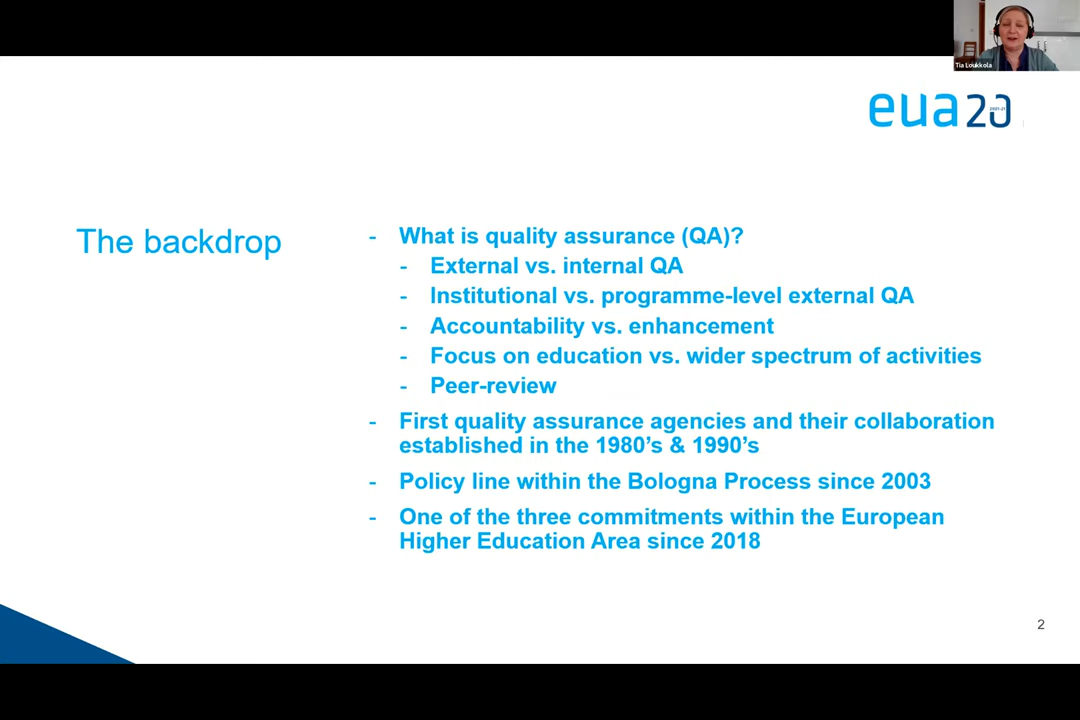 Tia Loukkola
eua20
The backdrop
- What is quality assurance (QA)?
- External vs. internal QA
- Institutional vs. programme-level external QA
- Accountability vs. enhancement
- Focus on education vs. wider spectrum of activities
- Peer-review
- First quality assurance agencies and their collaboration
established in the 1980’s & 1990’s
- Policy line within the Bologna Process since 2003
- One of the three commitments within the European
Higher Education Area since 2018
2